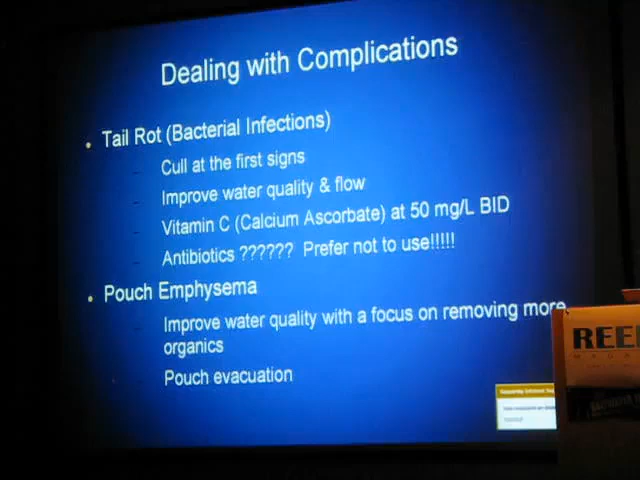 Dealing with Complications
• Tail Rot (Bacterial Infections)
– Cull at the first signs
– Improve water quality & flow
– Vitamin C (Calcium Ascorbate) at 50 mg/L BID
– Antibiotics ?????? Prefer not to use!!!!!
• Pouch Emphysema
– Improve water quality with a focus on removing more
organics
– Pouch evacuation
REE